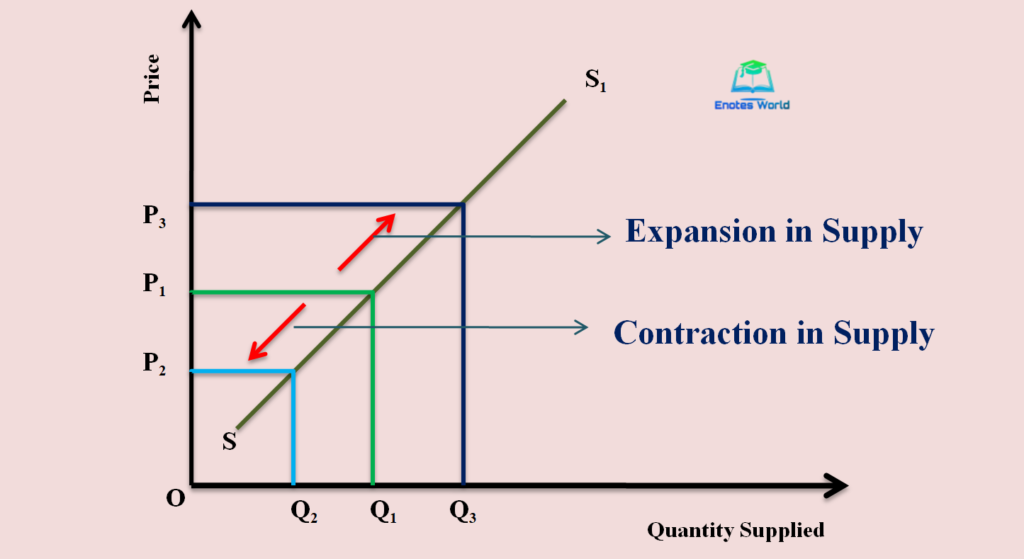 Price
S₁
Enotes World
P₃
Expansion in Supply
P₁
Contraction in Supply
P₂
S
O
Q₂ Q₁ Q₃
Quantity Supplied